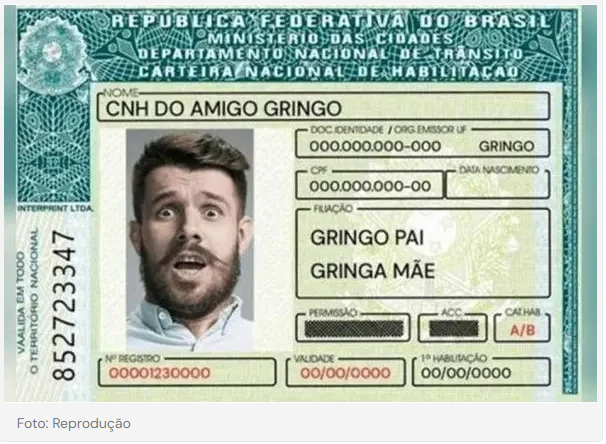 REPÚBLICA FEDERATIVA DO BRASIL
MINISTÉRIO DAS CIDADES
DEPARTAMENTO NACIONAL DE TRÂNSITO
CARTEIRA NACIONAL DE HABILITAÇÃO
NOME
CNH DO AMIGO GRINGO
DOC. IDENTIDADE / ORG. EMISSOR UF
000.000.000-000 GRINGO
CPF DATA NASCIMENTO
000.000.000-00
FILIAÇÃO
GRINGO PAI
GRINGA MÃE
INTERPRINT LTDA.
VAALIDA EM TODO
O TERRITÓRIO NACIONAL
852723347
PERMISSÃO ACC CAT.HAB.
A/B
Nº REGISTRO VALIDADE 1ª HABILITAÇÃO
00001230000 00/00/0000 00/00/0000
Foto: Reprodução